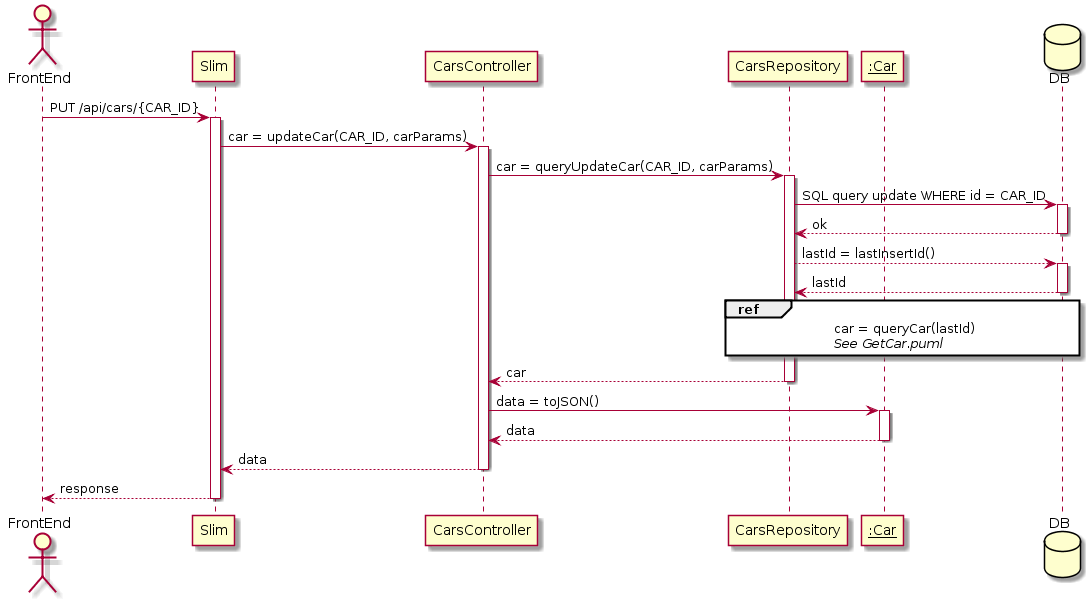 FrontEnd
Slim
CarsController
CarsRepository
:Car
DB
PUT /api/cars/{CAR_ID}
car = updateCar(CAR_ID, carParams)
car = queryUpdateCar(CAR_ID, carParams)
SQL query update WHERE id = CAR_ID
ok
lastId = lastInsertId()
lastId
ref
car = queryCar(lastId)
See GetCar.puml
car
data = toJSON()
data
data
response
FrontEnd
Slim
CarsController
CarsRepository
:Car
DB